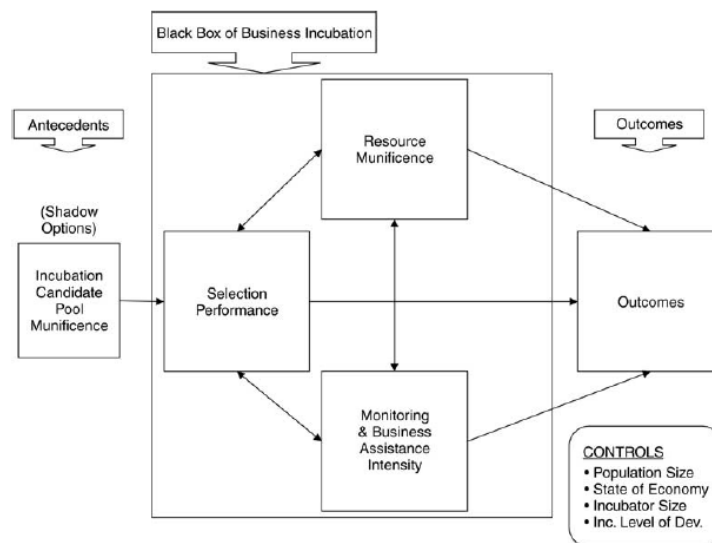 Black Box of Business Incubation
Antecedents
Outcomes
Resource
Munificence
(Shadow
Options)
Incubation
Candidate
Pool
Munificence
Selection
Performance
Outcomes
Monitoring
& Business
Assistance
Intensity
CONTROLS
• Population Size
• State of Economy
• Incubator Size
• Inc. Level of Dev.